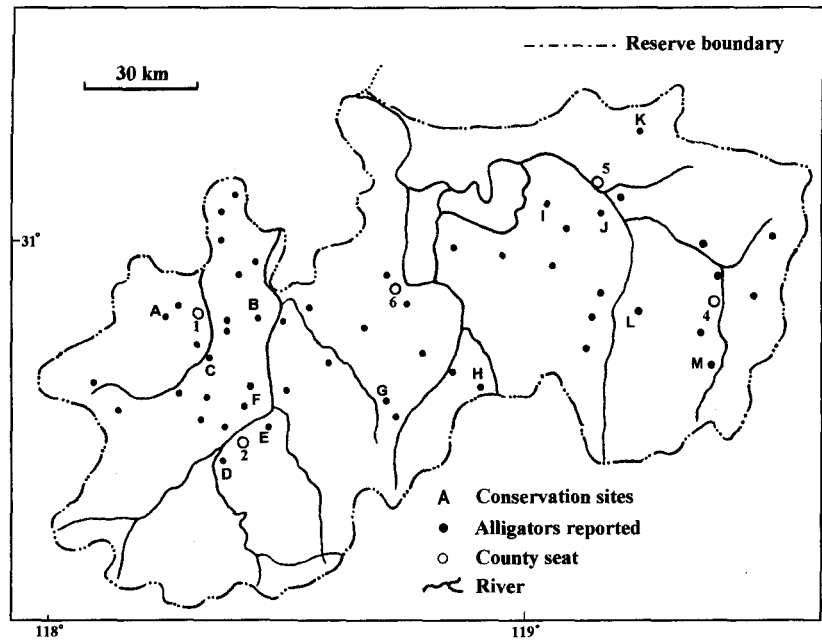 Reserve boundary
30 km
K
5
I
J
31°
6
A
1
B
L
4
C
M
H
G
F
E
2
D
A Conservation sites
Alligators reported
County seat
River
118°
119°